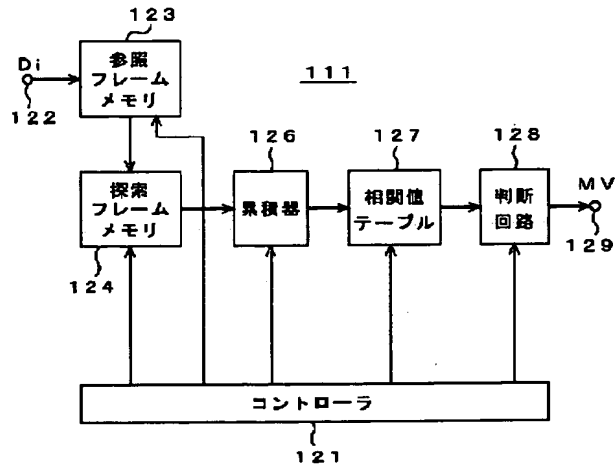 123
Di
参照
フレーム
メモリ
122
111
126
127
128
探索
フレーム
メモリ
累積器
相関値
テーブル
判断
回路
MV
129
124
コントローラ
121